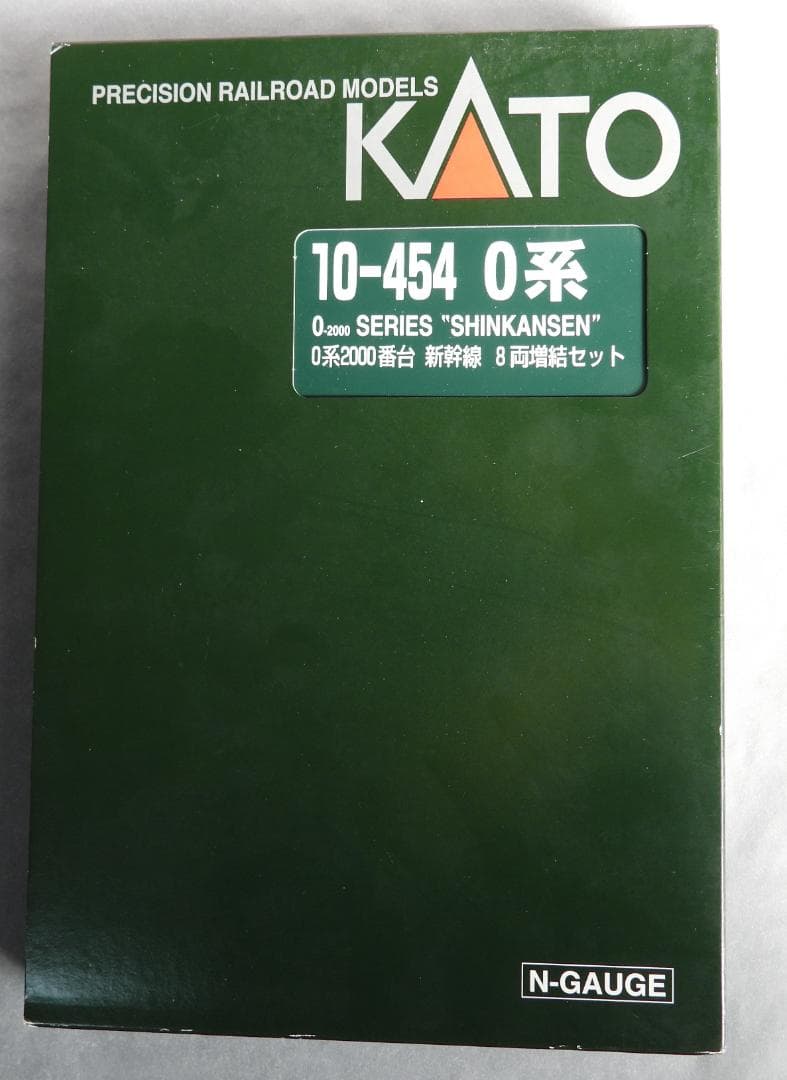 PRECISION RAILROAD MODELS
KATO
10-454 0系
0-2000 SERIES "SHINKANSEN"
0系2000番台 新幹線 8両増結セット
N-GAUGE